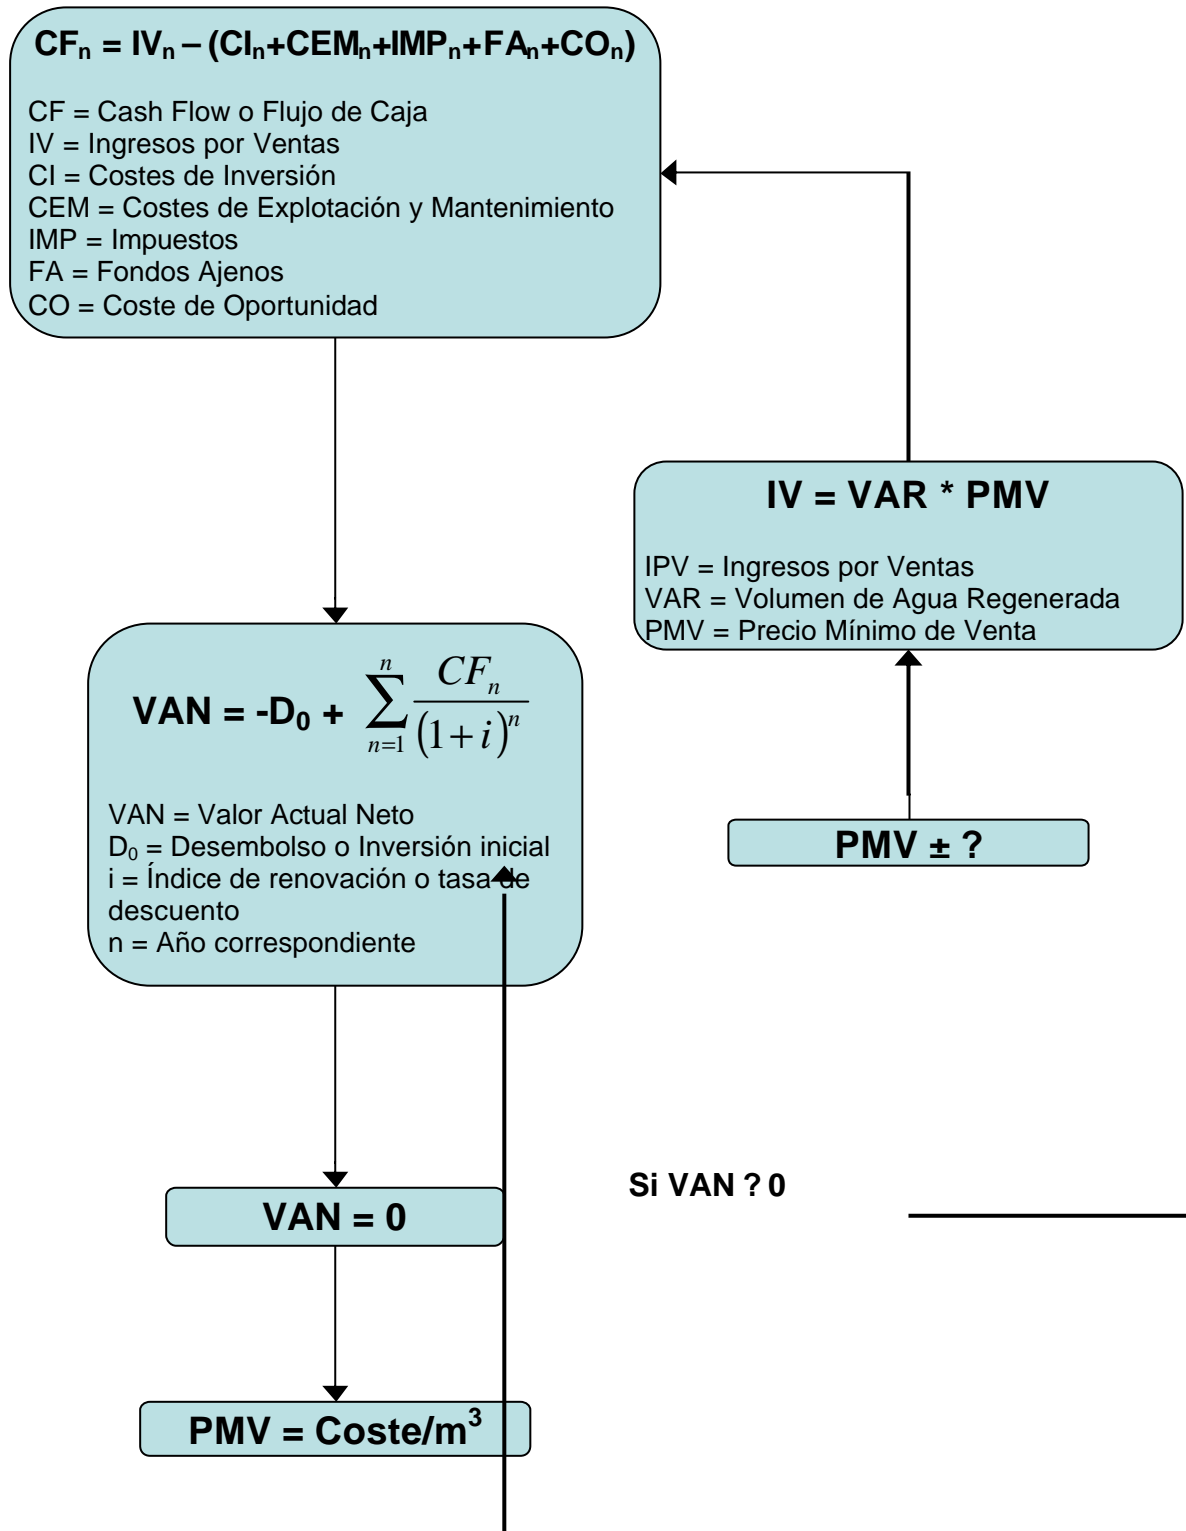 CFn = IVn – (CIn+CEMn+IMPn+FAn+COn)
CF = Cash Flow o Flujo de Caja
IV = Ingresos por Ventas
CI = Costes de Inversión
CEM = Costes de Explotación y Mantenimiento
IMP = Impuestos
FA = Fondos Ajenos
CO = Coste de Oportunidad
IV = VAR * PMV
IPV = Ingresos por Ventas
VAR = Volumen de Agua Regenerada
PMV = Precio Mínimo de Venta
VAN = -D0 + ∑ n n=1 CFn / (1 + i)^n
VAN = Valor Actual Neto
D0 = Desembolso o Inversión inicial
i = Índice de renovación o tasa de
descuento
n = Año correspondiente
PMV ± ?
Si VAN ? 0
VAN = 0
PMV = Coste/m³